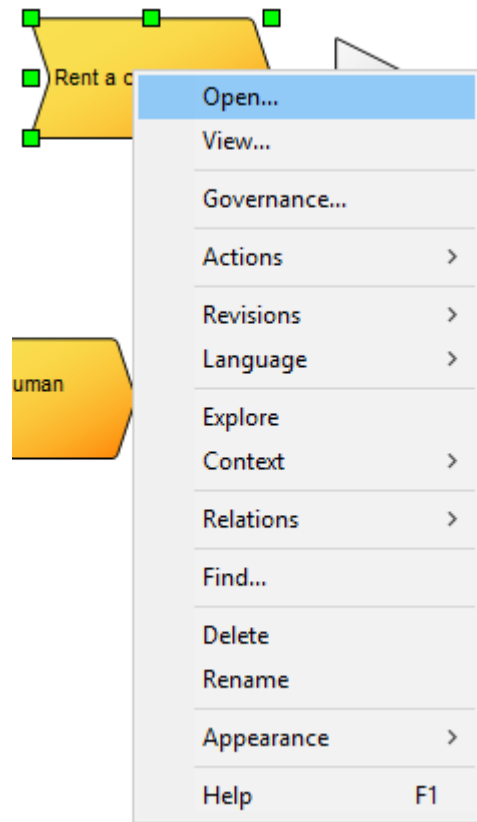 Rent a c
Open...
View...
Governance...
Actions
Revisions
Language
uman
Explore
Context
Relations
Find...
Delete
Rename
Appearance
Help F1